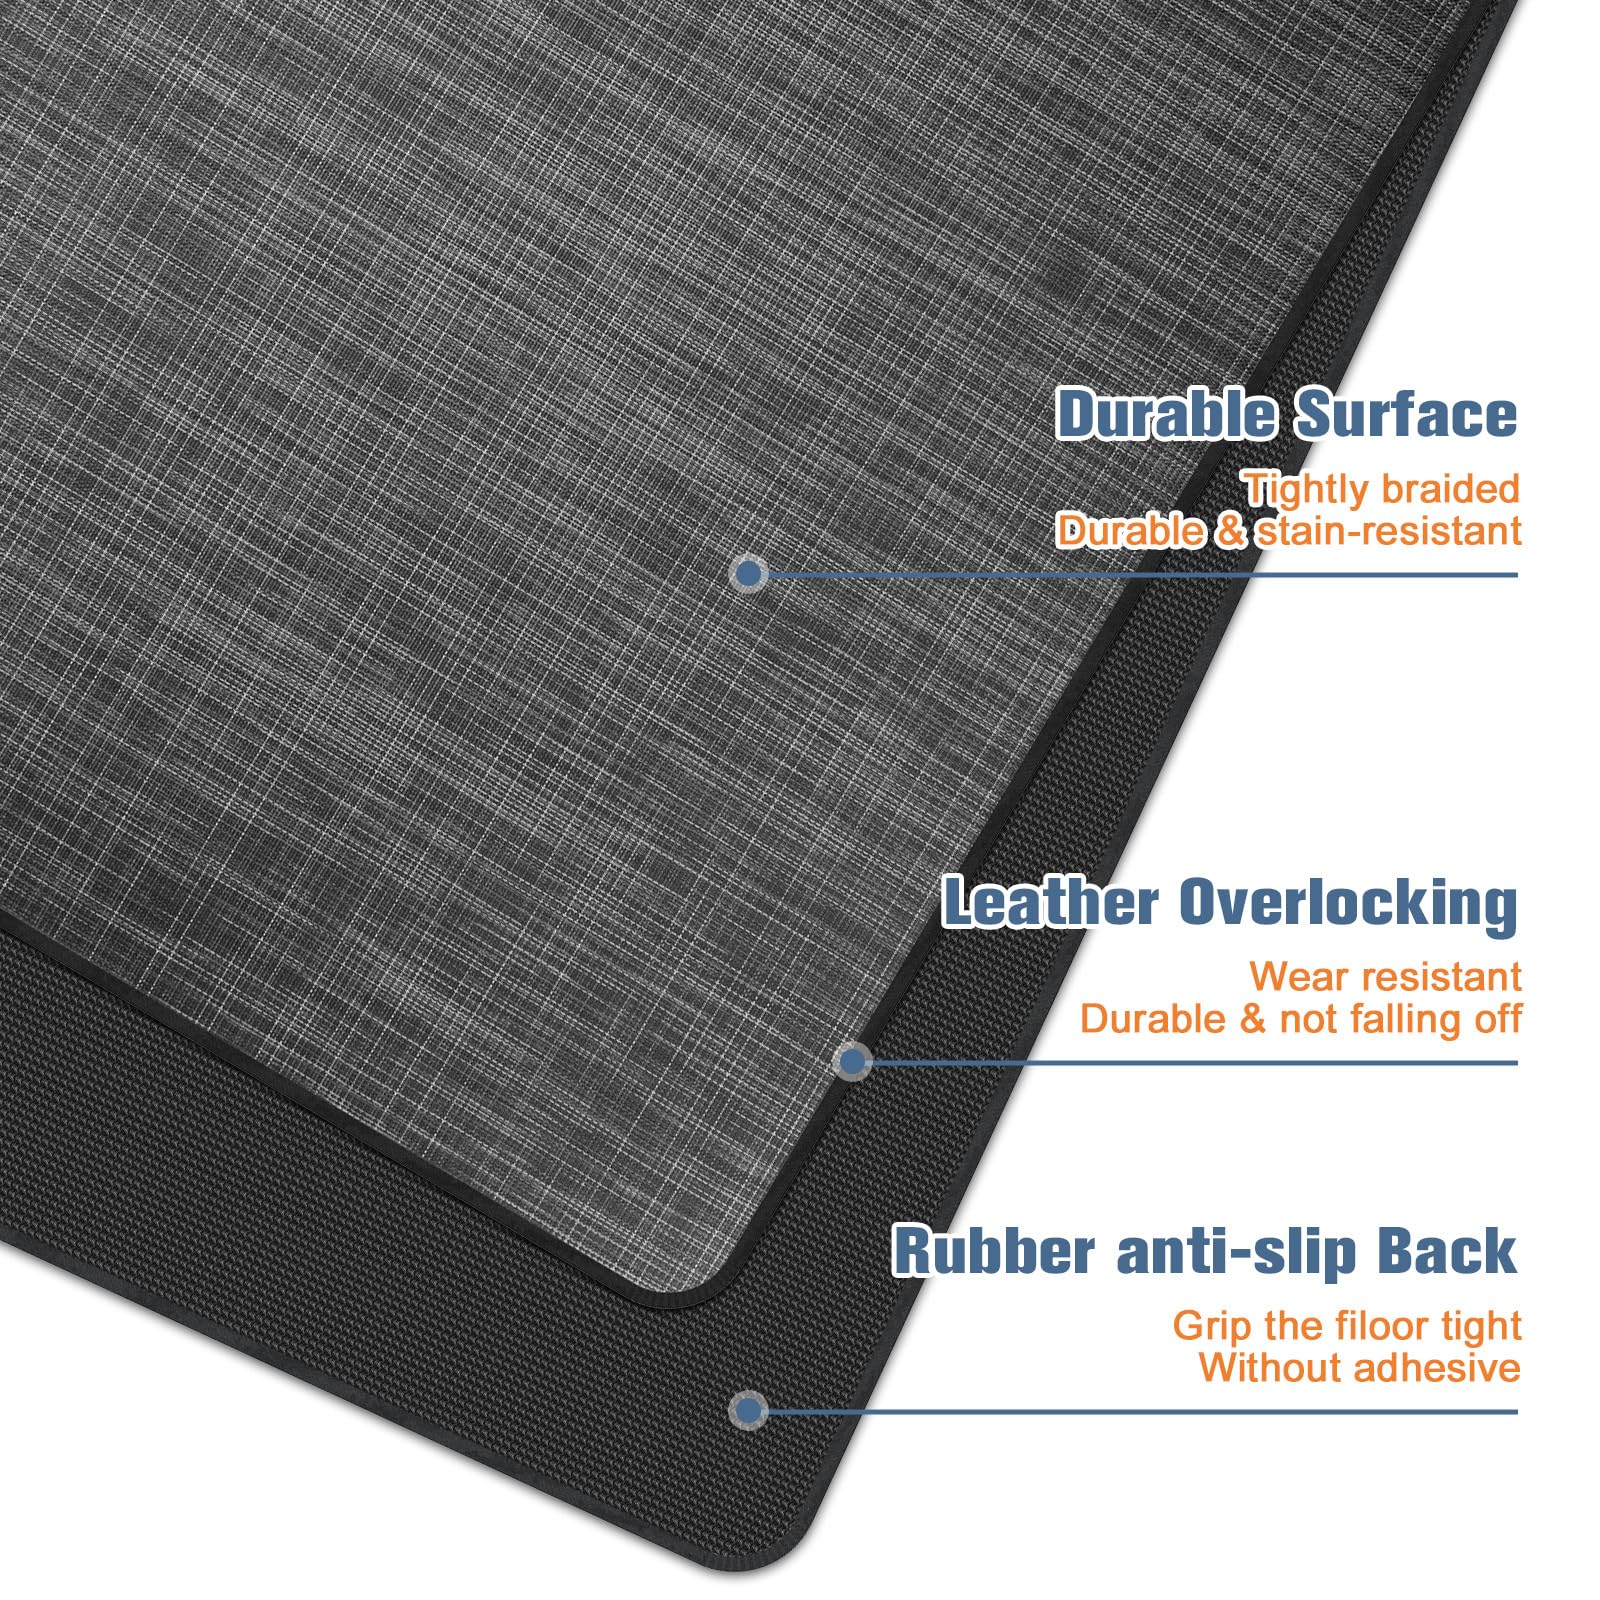 Durable Surface
Tightly braided
Durable & stain-resistant
Leather Overlocking
Wear resistant
Durable & not falling off
Rubber anti-slip Back
Grip the filoor tight
Without adhesive